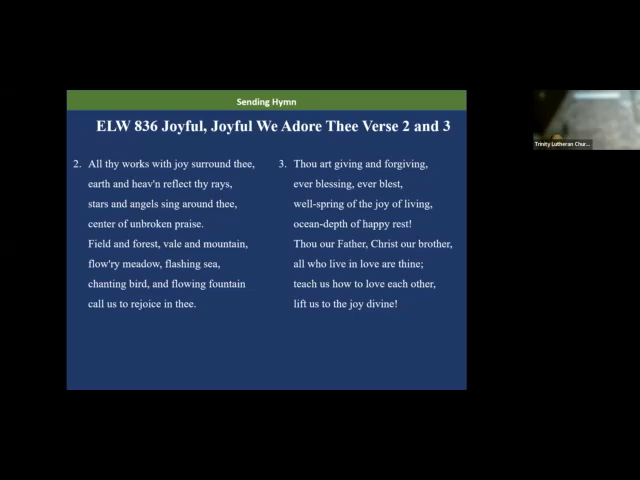 Sending Hymn
ELW 836 Joyful, Joyful We Adore Thee Verse 2 and 3
2. All thy works with joy surround thee,
earth and heav'n reflect thy rays,
stars and angels sing around thee,
center of unbroken praise.
Field and forest, vale and mountain,
flow'ry meadow, flashing sea,
chanting bird, and flowing fountain
call us to rejoice in thee.
3. Thou art giving and forgiving,
ever blessing, ever blest,
well-spring of the joy of living,
ocean-depth of happy rest!
Thou our Father, Christ our brother,
all who live in love are thine;
teach us how to love each other,
lift us to the joy divine!
Trinity Lutheran Chur...